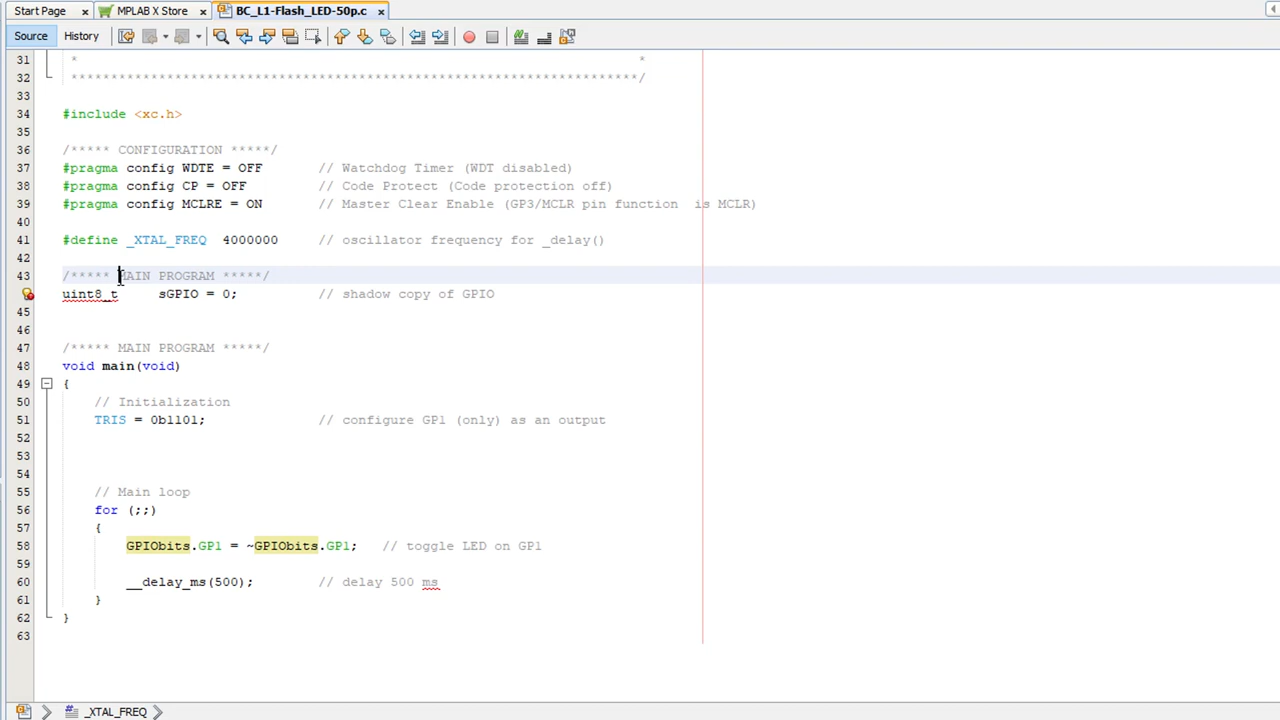 Start Page x MPLAB X Store x BC_L1-Flash_LED-50p.c x
Source History
31 * *
32 ***********************************************************************/
33
34 #include <xc.h>
35
36 /***** CONFIGURATION *****/
37 #pragma config WDTE = OFF // Watchdog Timer (WDT disabled)
38 #pragma config CP = OFF // Code Protect (Code protection off)
39 #pragma config MCLRE = ON // Master Clear Enable (GP3/MCLR pin function is MCLR)
40
41 #define _XTAL_FREQ 4000000 // oscillator frequency for _delay()
42
43 /***** MAIN PROGRAM *****/
uint8_t sGPIO = 0; // shadow copy of GPIO
45
46
47 /***** MAIN PROGRAM *****/
48 void main(void)
49 {
50 // Initialization
51 TRIS = 0b1101; // configure GP1 (only) as an output
52
53
54
55 // Main loop
56 for (;;)
57 {
58 GPIObits.GP1 = ~GPIObits.GP1; // toggle LED on GP1
59
60 __delay_ms(500); // delay 500 ms
61 }
62 }
63
_XTAL_FREQ